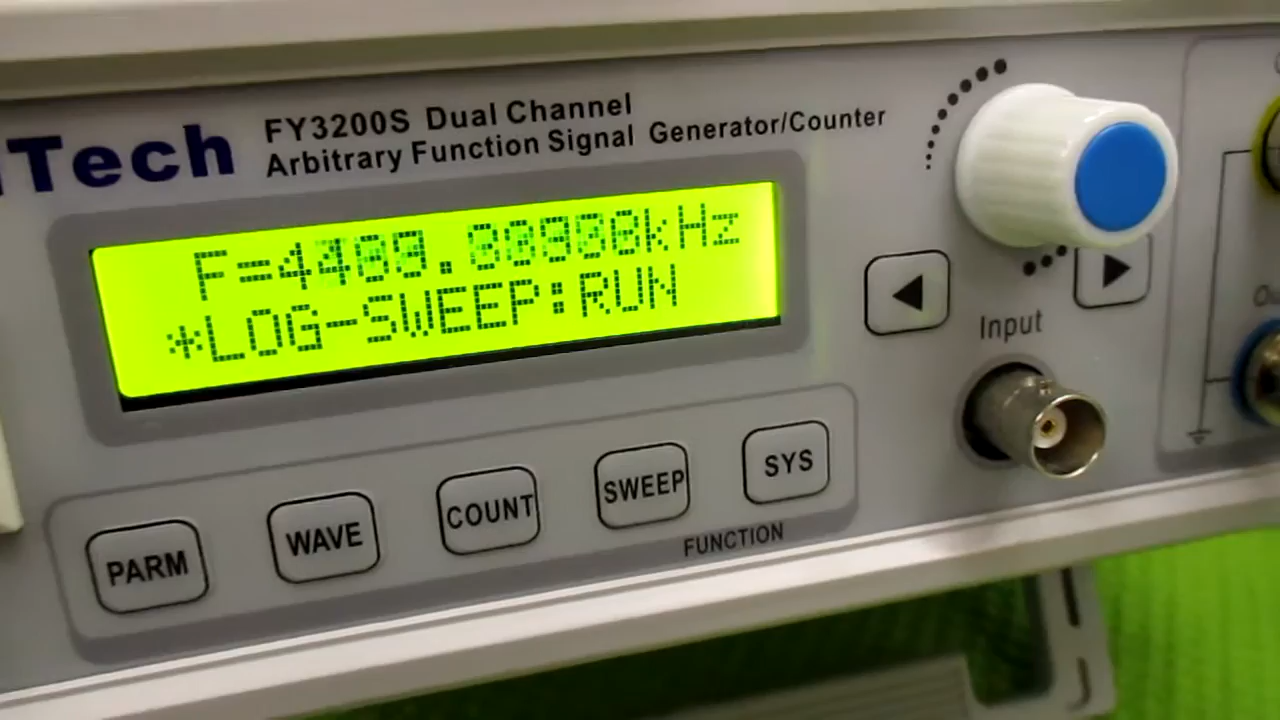 Tech
FY3200S Dual Channel
Arbitrary Function Signal Generator/Counter
*LOG-SWEEP:RUN
Input
PARM
WAVE
COUNT
SWEEP
SYS
FUNCTION